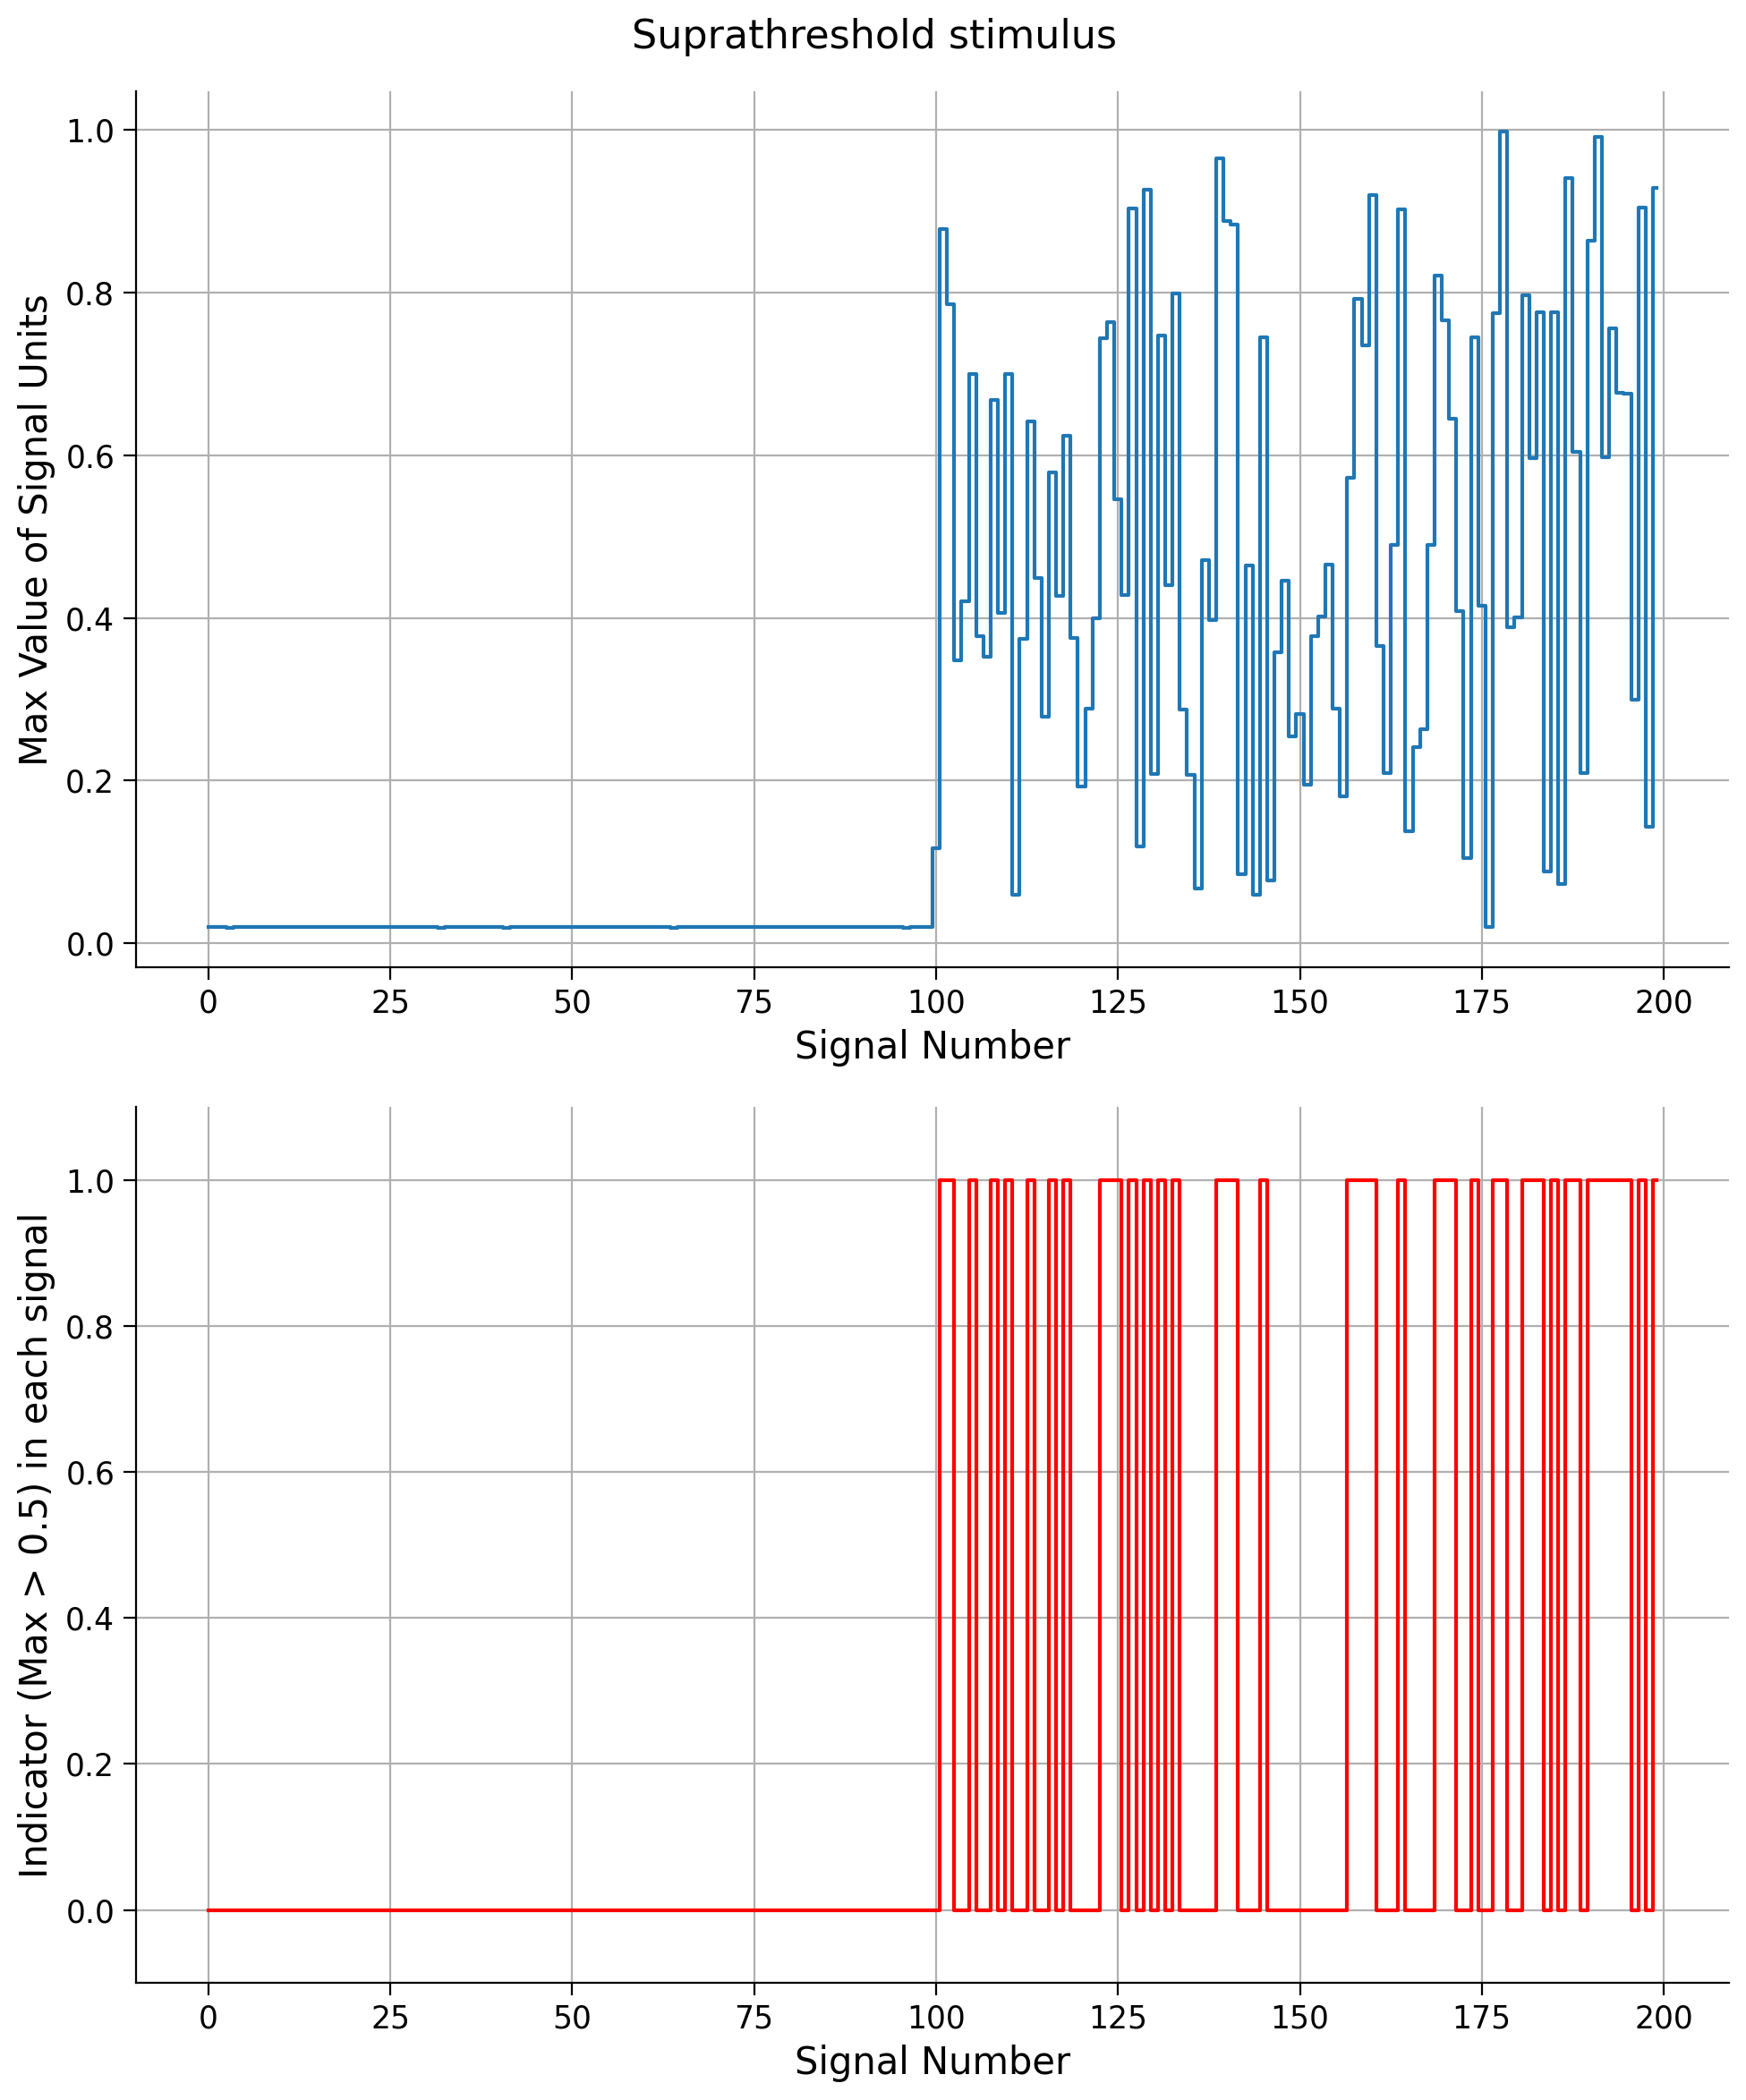 Suprathreshold stimulus
Max Value of Signal Units
1.0
0.8
0.6
0.4
0.2
0.0
0 25 50 75 100 125 150 175 200
Signal Number
Indicator (Max > 0.5) in each signal
1.0
0.8
0.6
0.4
0.2
0.0
0 25 50 75 100 125 150 175 200
Signal Number